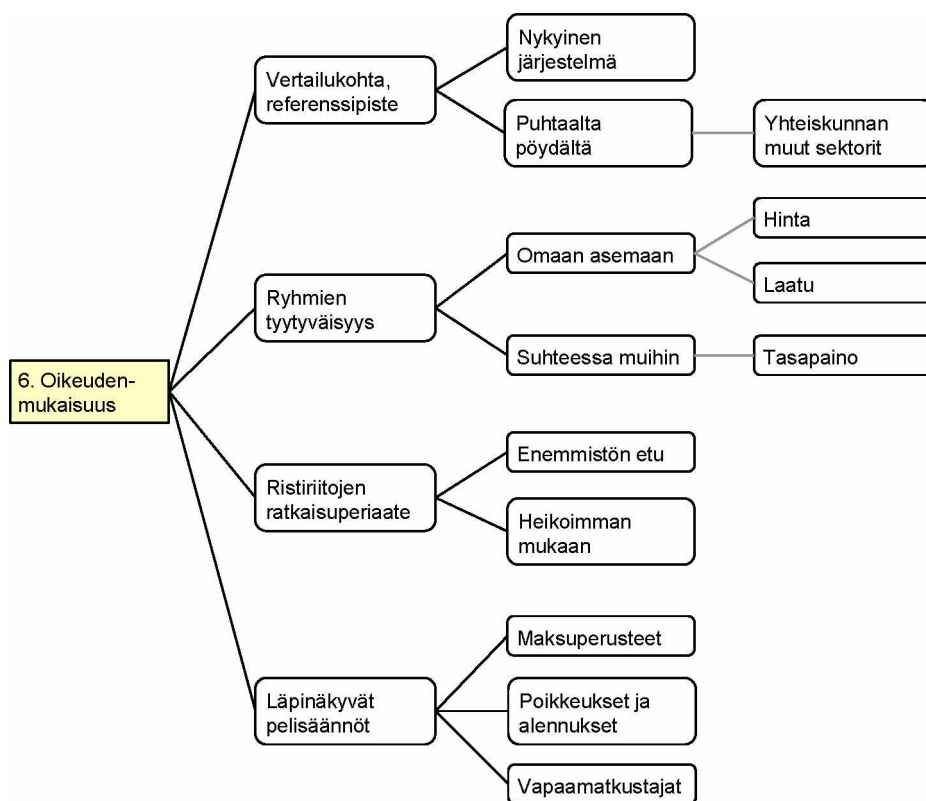 6. Oikeuden-
mukaisuus
Vertailukohta,
referenssipiste
Nykyinen
järjestelmä
Puhtaalta
pöydältä
Yhteiskunnan
muut sektorit
Ryhmien
tyytyväisyys
Omaan asemaan
Hinta
Laatu
Suhteessa muihin
Tasapaino
Ristiriitojen
ratkaisuperiaate
Enemmistön etu
Heikoimman
mukaan
Läpinäkyvät
pelisäännöt
Maksuperusteet
Poikkeukset ja
alennukset
Vapaamatkustajat